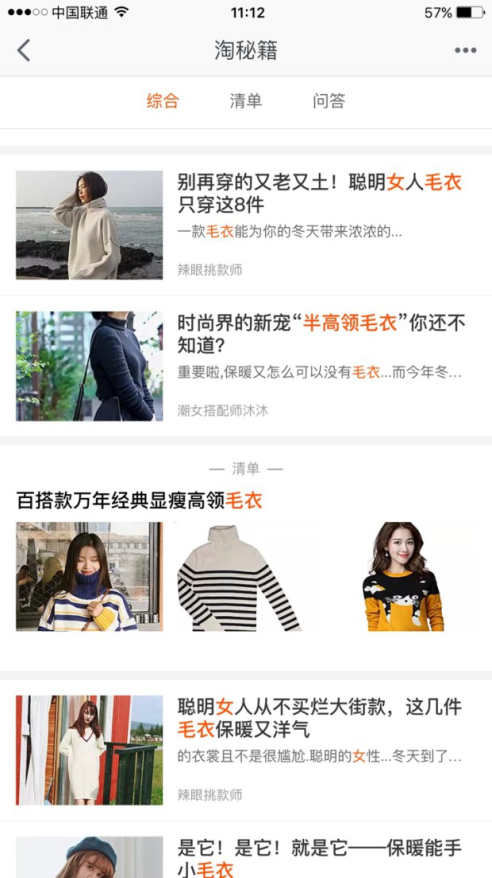 中国联通
11:12
57%
淘秘籍
综合
清单
问答
别再穿的又老又土！聪明女人毛衣
只穿这8件
一款毛衣能为你的冬天带来浓浓的...
辣眼挑款师
时尚界的新宠“半高领毛衣”你还不
知道?
重要啦,保暖又怎么可以没有毛衣...而今年冬...
潮女搭配师沐沐
— 清单 —
百搭款万年经典显瘦高领毛衣
聪明女人从不买烂大街款，这几件
毛衣保暖又洋气
的衣裳且不是很尴尬.聪明的女性...冬天到了...
辣眼挑款师
是它！是它！就是它——保暖能手
小毛衣